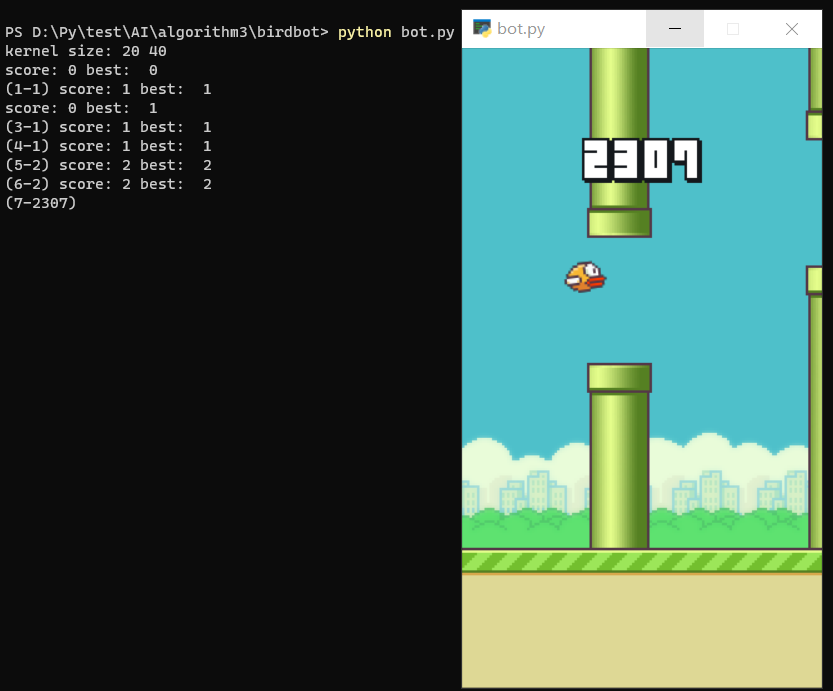 PS D:\Py\test\AI\algorithm3\birdbot> python bot.py
kernel size: 20 40
score: 0 best:  0
(1-1) score: 1 best:  1
score: 0 best:  1
(3-1) score: 1 best:  1
(4-1) score: 1 best:  1
(5-2) score: 2 best:  2
(6-2) score: 2 best:  2
(7-2307)
bot.py
2307